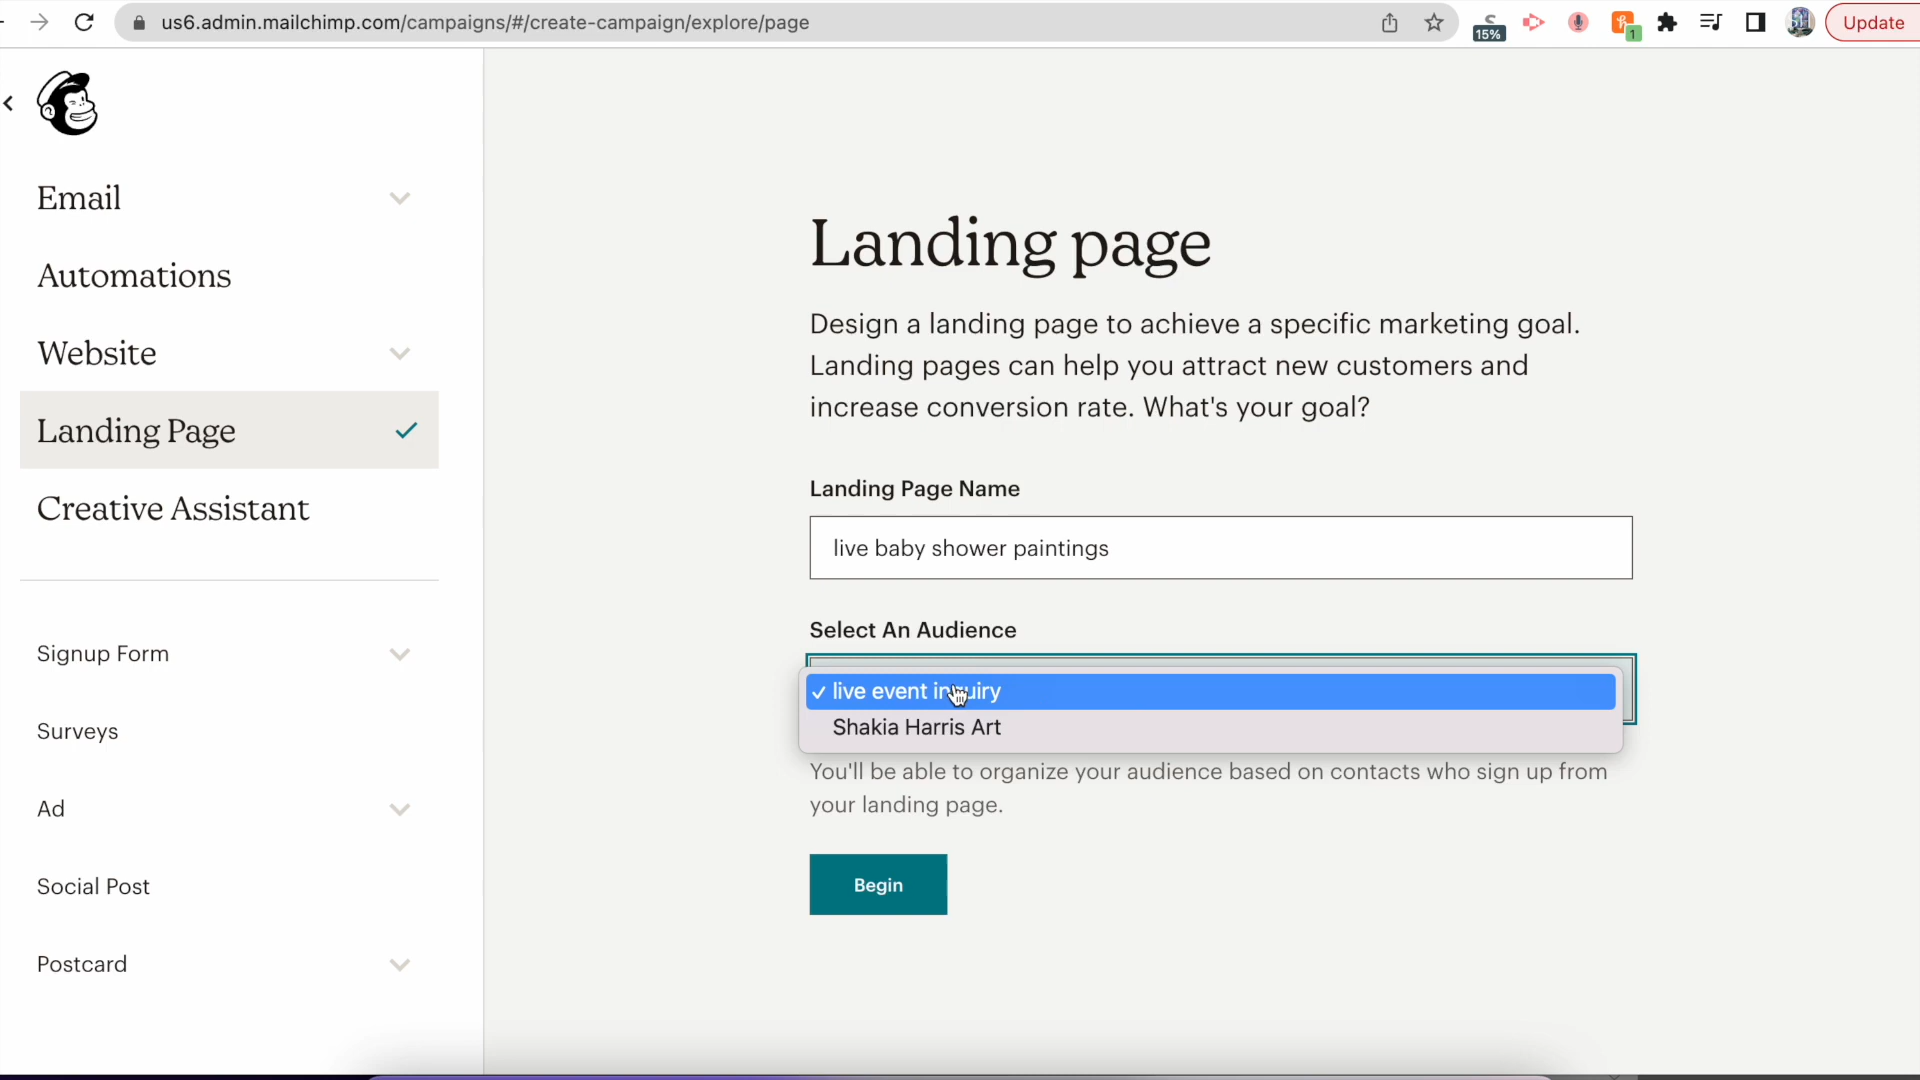 us6.admin.mailchimp.com/campaigns/#/create-campaign/explore/page
15%
1
Update
Email
Automations
Website
Landing Page
Creative Assistant
Signup Form
Surveys
Ad
Social Post
Postcard
Landing page
Design a landing page to achieve a specific marketing goal.
Landing pages can help you attract new customers and
increase conversion rate. What's your goal?
Landing Page Name
live baby shower paintings
Select An Audience
live event inquiry
Shakia Harris Art
You'll be able to organize your audience based on contacts who sign up from
your landing page.
Begin